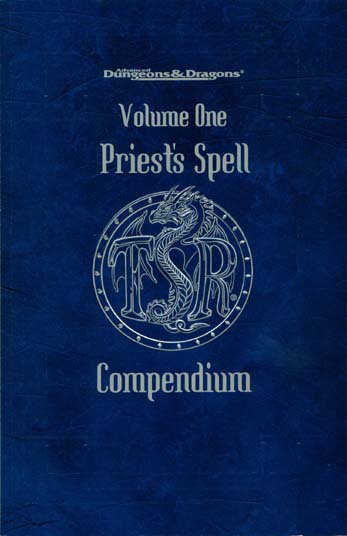 Advanced
Dungeons & Dragons®
Volume One
Priest's Spell
TSR®
Compendium